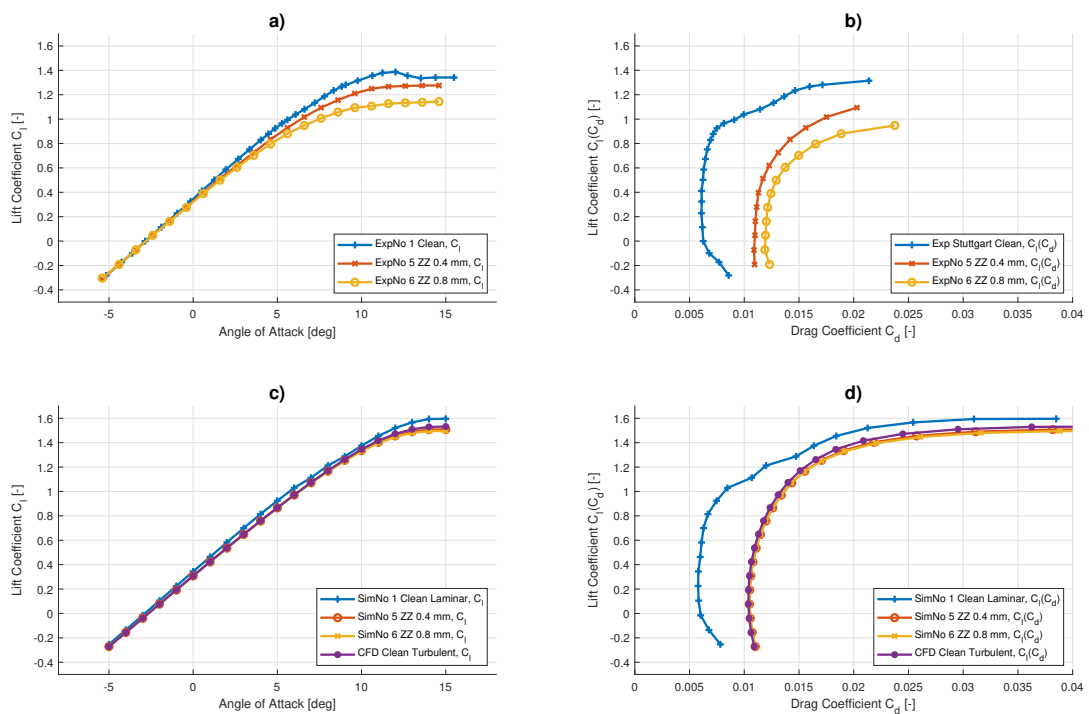 a)
1.6
1.4
1.2
1
0.8
0.6
0.4
0.2
0
-0.2
-0.4
-5
0
5
10
15
Lift Coefficient C_l [-]
Angle of Attack [deg]
ExpNo 1 Clean, C_l
ExpNo 5 ZZ 0.4 mm, C_l
ExpNo 6 ZZ 0.8 mm, C_l
b)
1.6
1.4
1.2
1
0.8
0.6
0.4
0.2
0
-0.2
-0.4
0
0.005
0.01
0.015
0.02
0.025
0.03
0.035
0.04
Lift Coefficient C_l(C_d) [-]
Drag Coefficient C_d [-]
Exp Stuttgart Clean, C_l(C_d)
ExpNo 5 ZZ 0.4 mm, C_l(C_d)
ExpNo 6 ZZ 0.8 mm, C_l(C_d)
c)
1.6
1.4
1.2
1
0.8
0.6
0.4
0.2
0
-0.2
-0.4
-5
0
5
10
15
Lift Coefficient C_l [-]
Angle of Attack [deg]
SimNo 1 Clean Laminar, C_l
SimNo 5 ZZ 0.4 mm, C_l
SimNo 6 ZZ 0.8 mm, C_l
CFD Clean Turbulent, C_l
d)
1.6
1.4
1.2
1
0.8
0.6
0.4
0.2
0
-0.2
-0.4
0
0.005
0.01
0.015
0.02
0.025
0.03
0.035
0.04
Lift Coefficient C_l(C_d) [-]
Drag Coefficient C_d [-]
SimNo 1 Clean Laminar, C_l(C_d)
SimNo 5 ZZ 0.4 mm, C_l(C_d)
SimNo 6 ZZ 0.8 mm, C_l(C_d)
CFD Clean Turbulent, C_l(C_d)